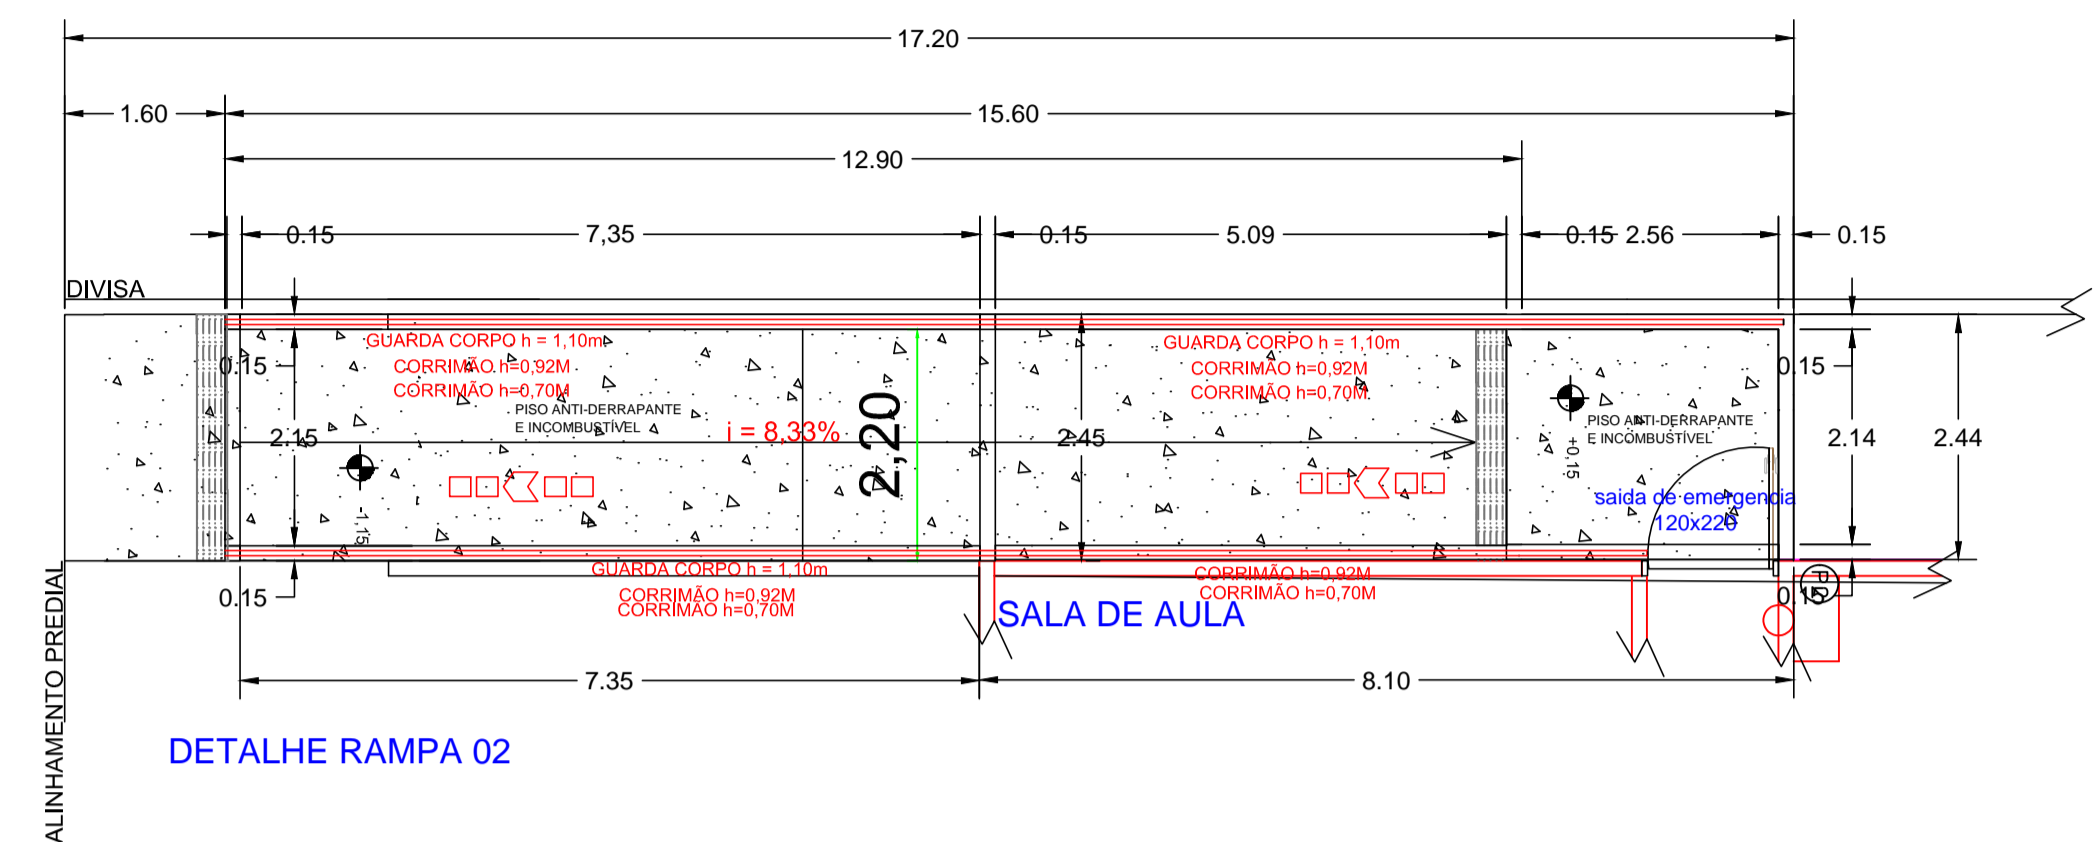 17.20
1.60
15.60
12.90
0.15
7,35
0.15
5.09
0.15
2.56
0.15
DIVISA
GUARDA CORPO h = 1,10m
CORRIMÃO h=0,92M
CORRIMÃO h=0,70M
GUARDA CORPO h = 1,10m
CORRIMÃO h=0,92M
CORRIMÃO h=0,70M
0.15
0.15
PISO ANTI-DERRAPANTE
E INCOMBUSTÍVEL
i = 8,33%
2,20
2.15
2.45
PISO ANTI-DERRAPANTE
E INCOMBUSTÍVEL
2.14
2.44
+0,15
-1,15
saida de emergencia
120x220
GUARDA CORPO h = 1,10m
CORRIMÃO h=0,92M
CORRIMÃO h=0,70M
CORRIMÃO h=0,92M
CORRIMÃO h=0,70M
0.15
0.15
SALA DE AULA
7.35
8.10
DETALHE RAMPA 02
ALINHAMENTO PREDIAL